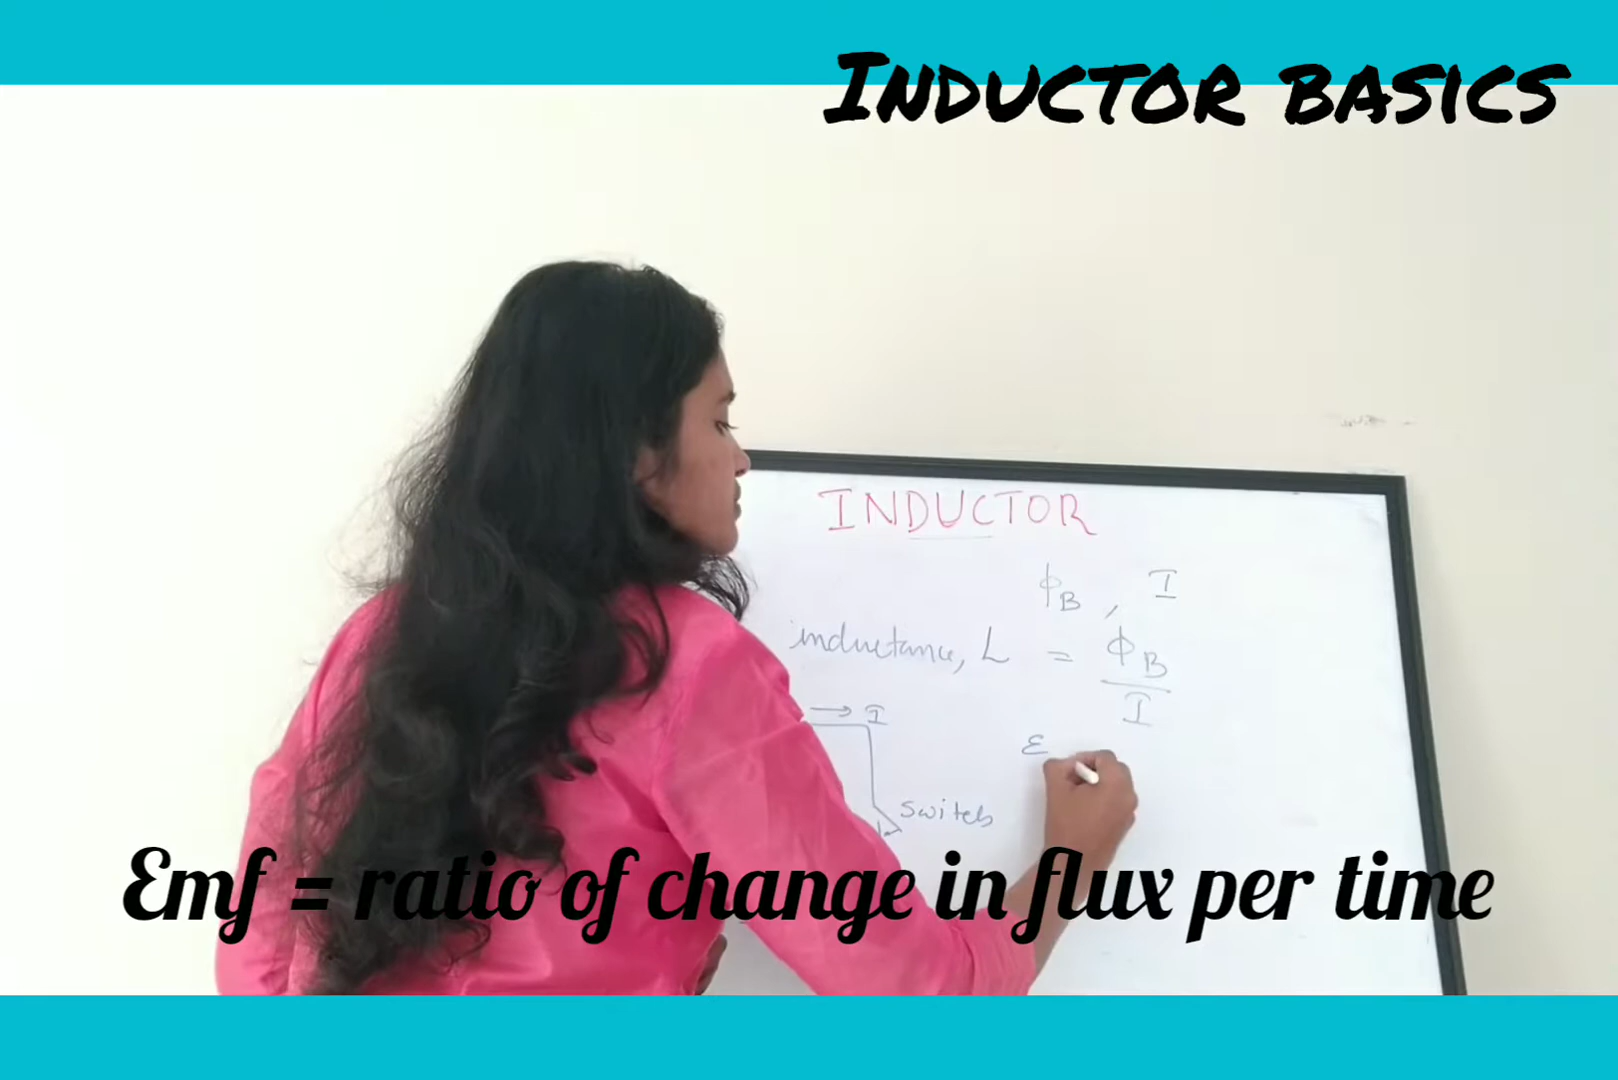 INDUCTOR BASICS
INDUCTOR
ϕB , I
inductance, L = ϕB / I
→ I
ε
switch
Emf = ratio of change in flux per time